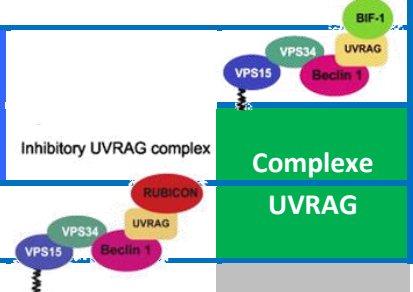 BIF-1
VPS34
UVRAG
VPS15
Beclin 1
Inhibitory UVRAG complex
Complexe
UVRAG
RUBICON
UVRAG
VPS34
VPS15
Beclin 1